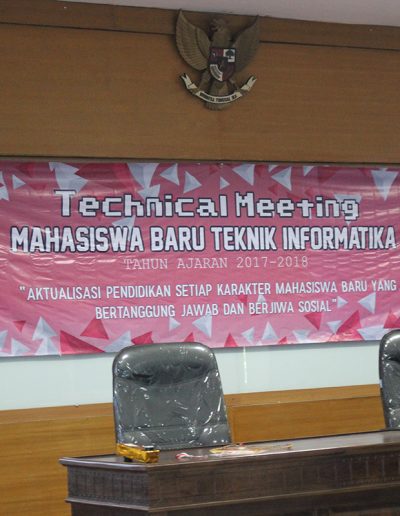 Technical Meeting
MAHASISWA BARU TEKNIK INFORMATIKA
TAHUN AJARAN 2017-2018
"AKTUALISASI PENDIDIKAN SETIAP KARAKTER MAHASISWA BARU YANG
BERTANGGUNG JAWAB DAN BERJIWA SOSIAL"